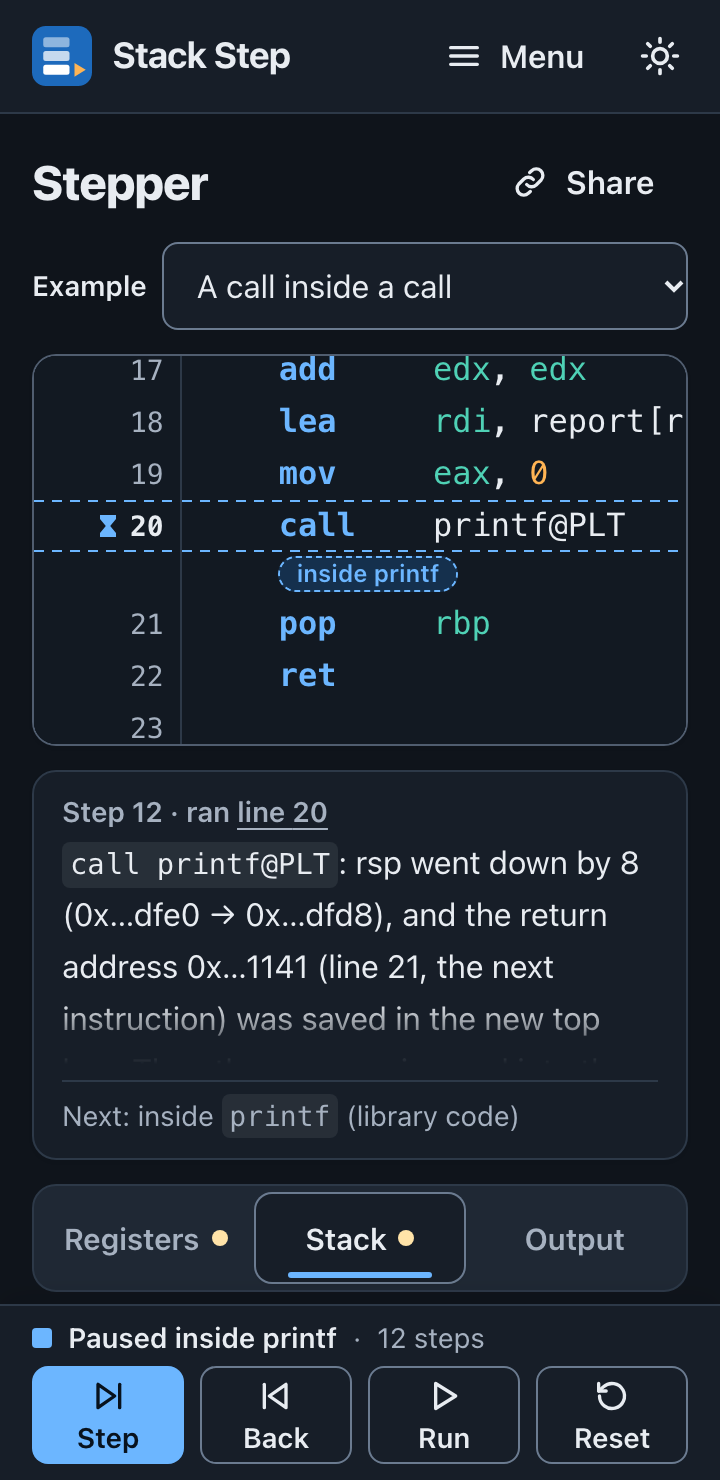 Stack Step
Menu
Stepper
Share
Example
A call inside a call
17 add edx, edx
18 lea rdi, report[r
19 mov eax, 0
20 call printf@PLT
inside printf
21 pop rbp
22 ret
23
Step 12 · ran line 20
call printf@PLT: rsp went down by 8
(0x…dfe0 → 0x…dfd8), and the return
address 0x…1141 (line 21, the next
instruction) was saved in the new top
Next: inside printf (library code)
Registers
Stack
Output
Paused inside printf · 12 steps
Step
Back
Run
Reset